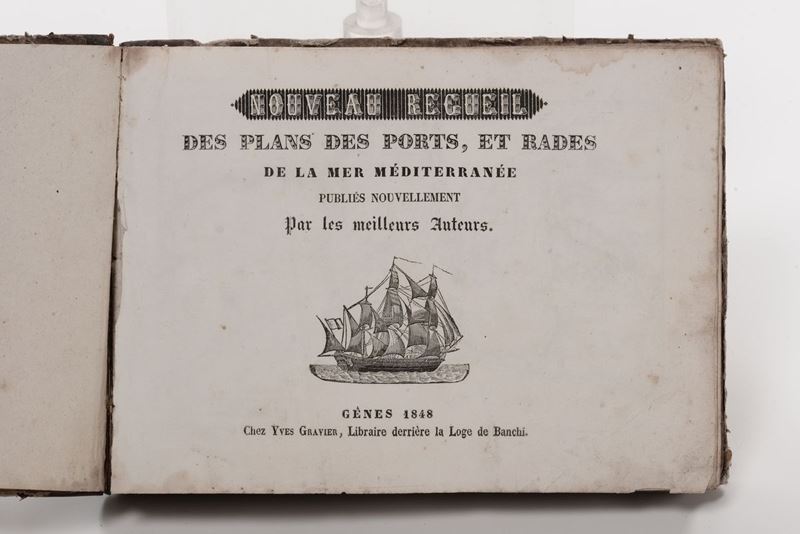 NOUVEAU RECUEIL
DES PLANS DES PORTS, ET RADES
DE LA MER MÉDITERRANÉE
PUBLIÉS NOUVELLEMENT
Par les meilleurs Auteurs.
GÊNES 1848
Chez YVES GRAVIER, Libraire derrière la Loge de Banchi.